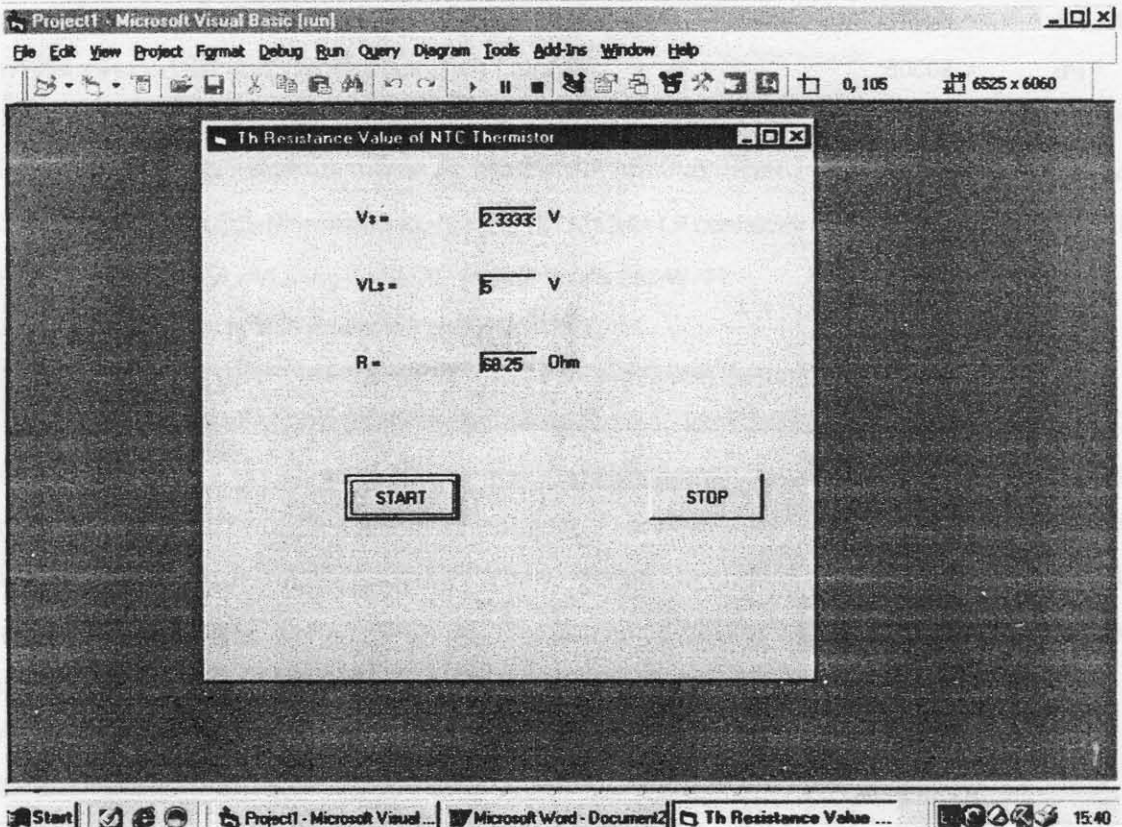 Project1 - Microsoft Visual Basic [run]
File Edit View Project Format Debug Run Query Diagram Tools Add-Ins Window Help
0, 105 6525 x 6060
Th Resistance Value of NTC Thermistor
Vs = 2.33333 V
VLs = 5 V
R = 68.25 Ohm
START STOP
Start Project1 - Microsoft Visual ... Microsoft Word - Document2 Th Resistance Value ... 15:40